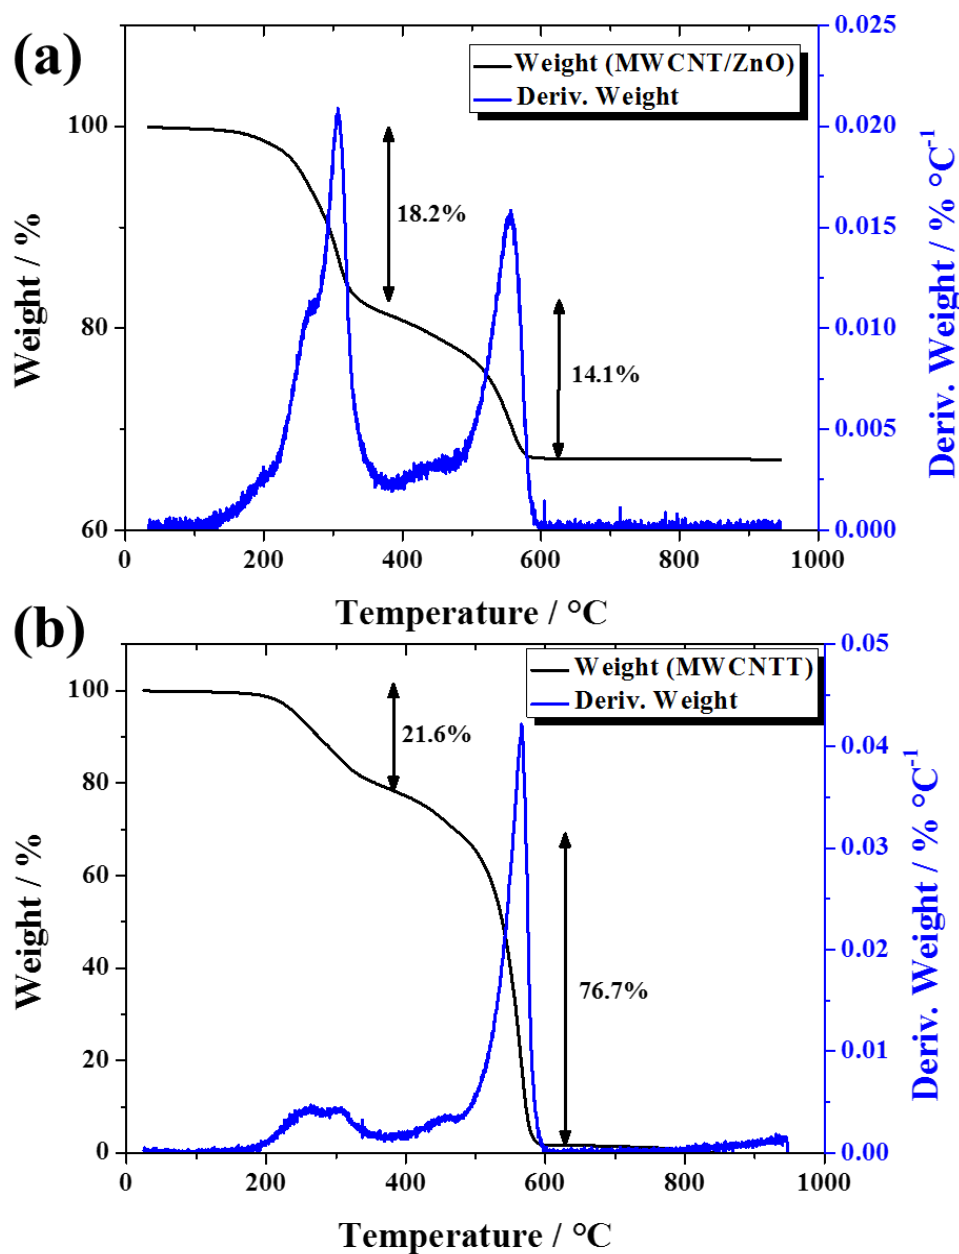 (a)
Weight (MWCNT/ZnO)
Deriv. Weight
100
80
60
Weight / %
18.2%
14.1%
0.025
0.020
0.015
0.010
0.005
0.000
Deriv. Weight / % °C-1
0 200 400 600 800 1000
Temperature / °C
(b)
Weight (MWCNTT)
Deriv. Weight
100
80
60
40
20
0
Weight / %
21.6%
76.7%
0.05
0.04
0.03
0.02
0.01
0.00
Deriv. Weight / % °C-1
0 200 400 600 800 1000
Temperature / °C